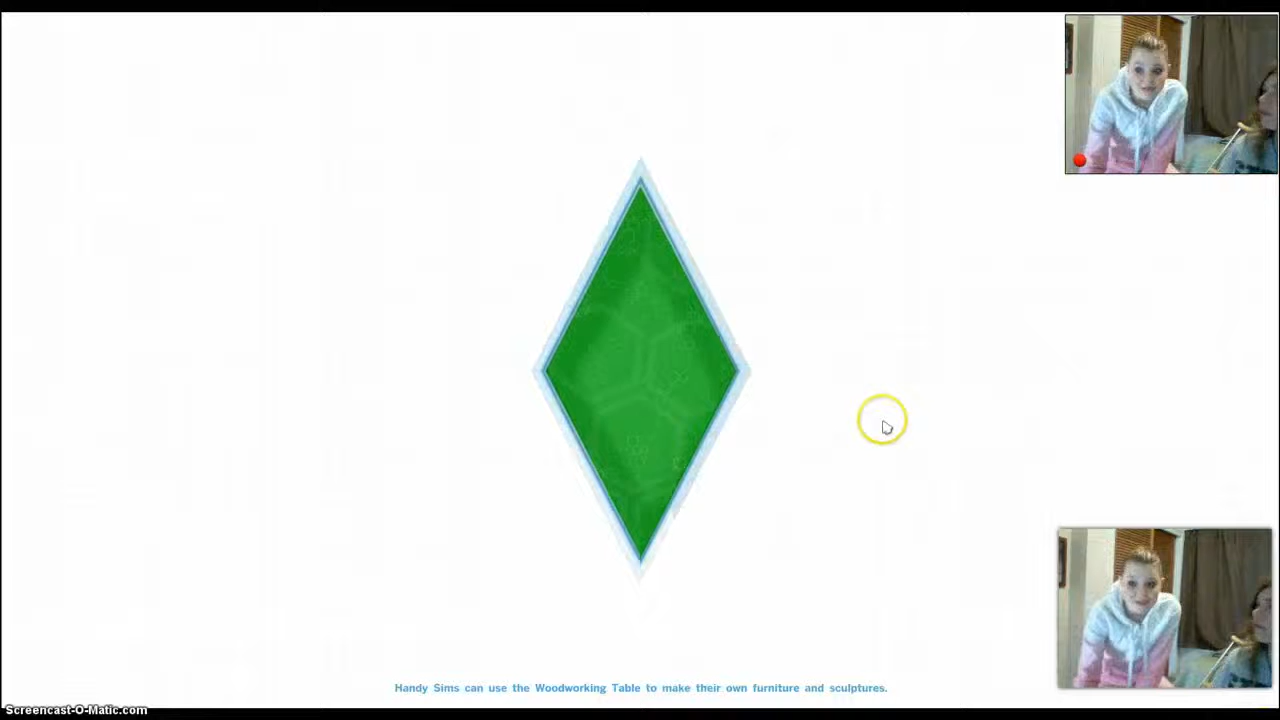 Handy Sims can use the Woodworking Table to make their own furniture and sculptures.
Screencast-O-Matic.com